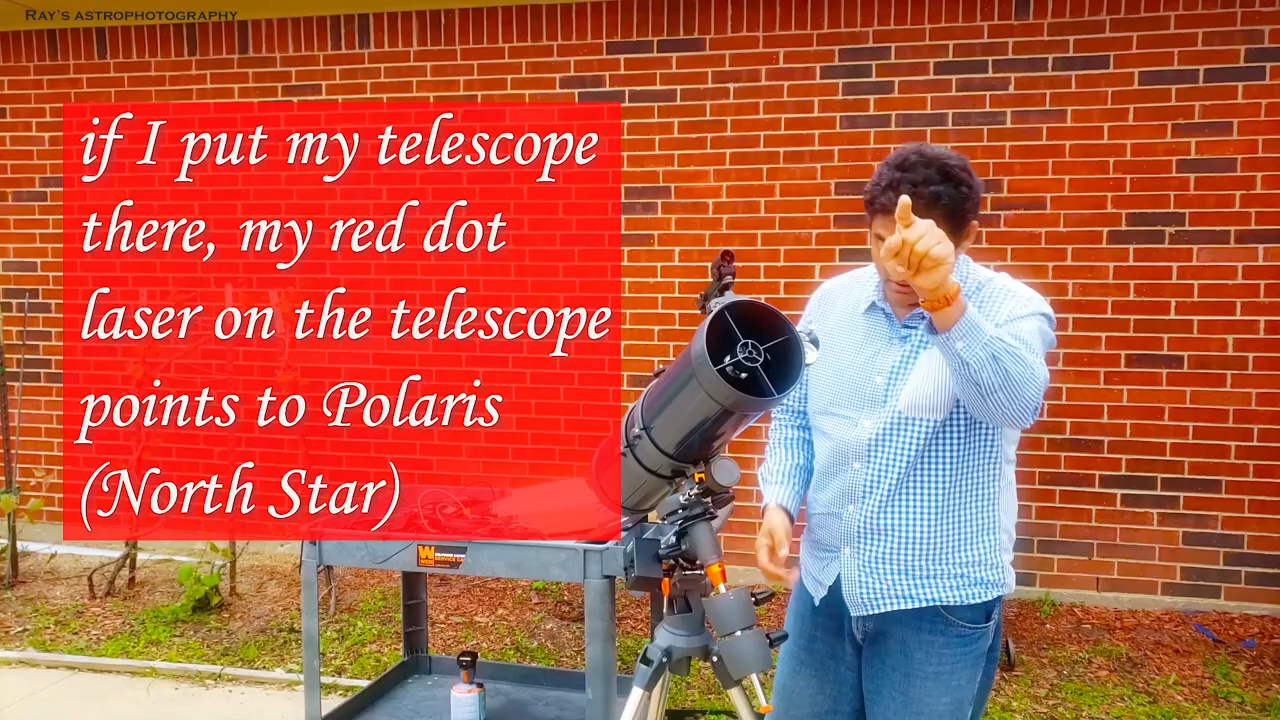 RAY'S ASTROPHOTOGRAPHY
if I put my telescope
there, my red dot
laser on the telescope
points to Polaris
(North Star)
WEN